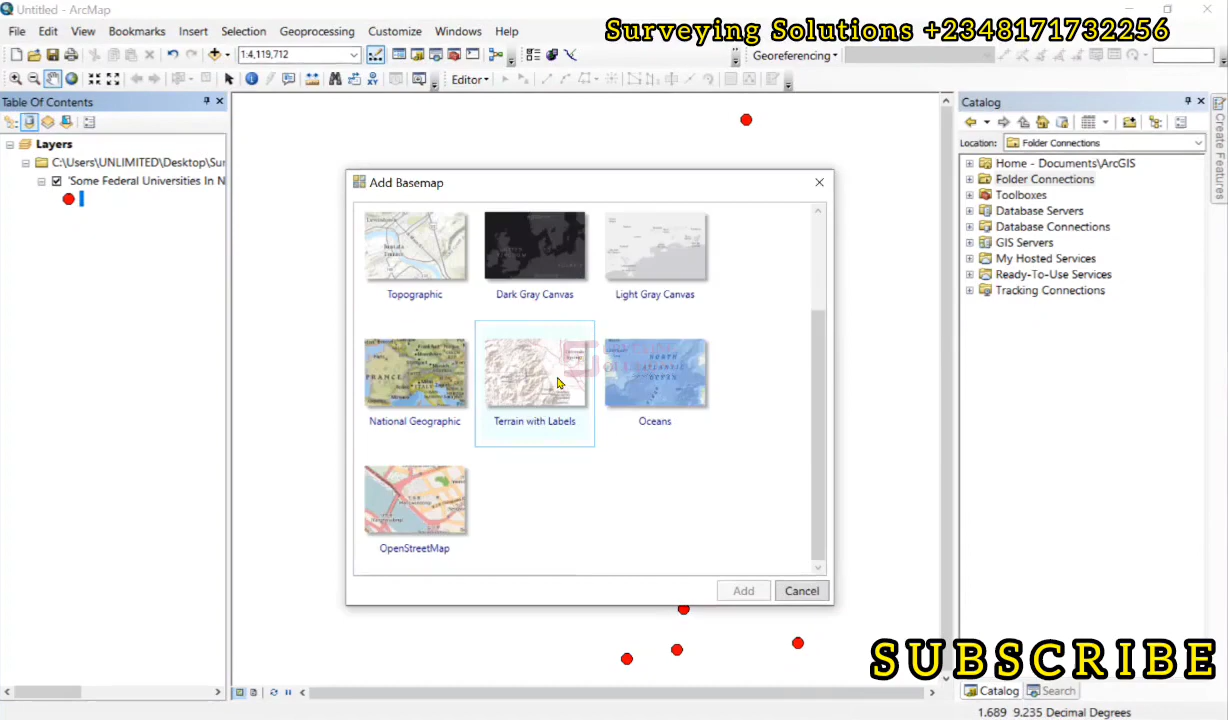 Untitled - ArcMap
File Edit View Bookmarks Insert Selection Geoprocessing Customize Windows Help
Surveying Solutions +2348171732256
1:4,119,712
Georeferencing
Editor
Table Of Contents
Layers
C:\Users\UNLIMITED\Desktop\Sur
'Some Federal Universities In N
Add Basemap
Topographic
Dark Gray Canvas
Light Gray Canvas
National Geographic
Terrain with Labels
Oceans
OpenStreetMap
Add
Cancel
Catalog
Location:
Folder Connections
Home - Documents\ArcGIS
Folder Connections
Toolboxes
Database Servers
Database Connections
GIS Servers
My Hosted Services
Ready-To-Use Services
Tracking Connections
Create Features
SUBSCRIBE
Catalog
Search
1.689 9.235 Decimal Degrees